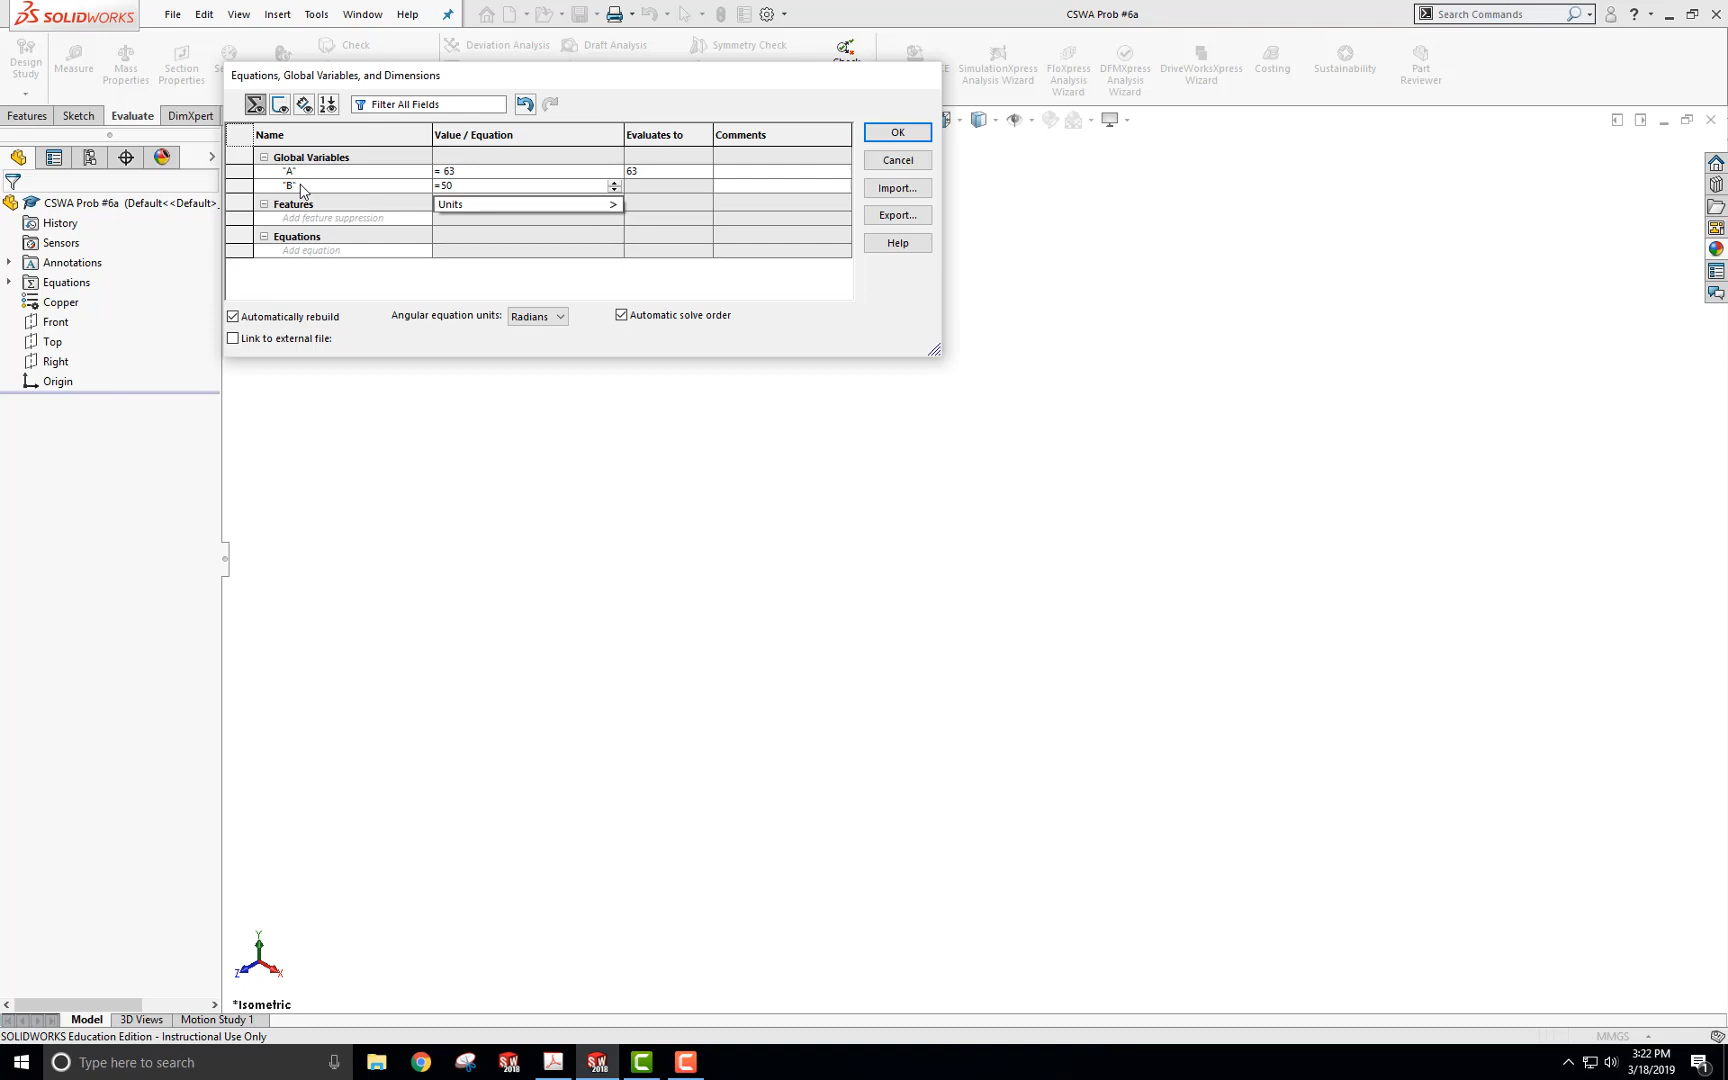 SOLIDWORKS File Edit View Insert Tools Window Help CSWA Prob #6a Search Commands
Design Study Measure Mass Properties Section Properties Check Deviation Analysis Draft Analysis Symmetry Check SimulationXpress Analysis Wizard FloXpress Analysis Wizard DFMXpress Analysis Wizard DriveWorksXpress Wizard Costing Sustainability Part Reviewer
Features Sketch Evaluate DimXpert
Equations, Global Variables, and Dimensions
Filter All Fields
Name Value / Equation Evaluates to Comments
Global Variables
"A" = 63 63
"B" =50
Features Units >
Add feature suppression
Equations
Add equation
OK
Cancel
Import...
Export...
Help
Automatically rebuild Angular equation units: Radians Automatic solve order
Link to external file:
CSWA Prob #6a (Default<<Default>_
History
Sensors
Annotations
Equations
Copper
Front
Top
Right
Origin
Y
Z X
*Isometric
Model 3D Views Motion Study 1
SOLIDWORKS Education Edition - Instructional Use Only MMGS
Type here to search
SW 2018
SW 2018
3:22 PM
3/18/2019
1